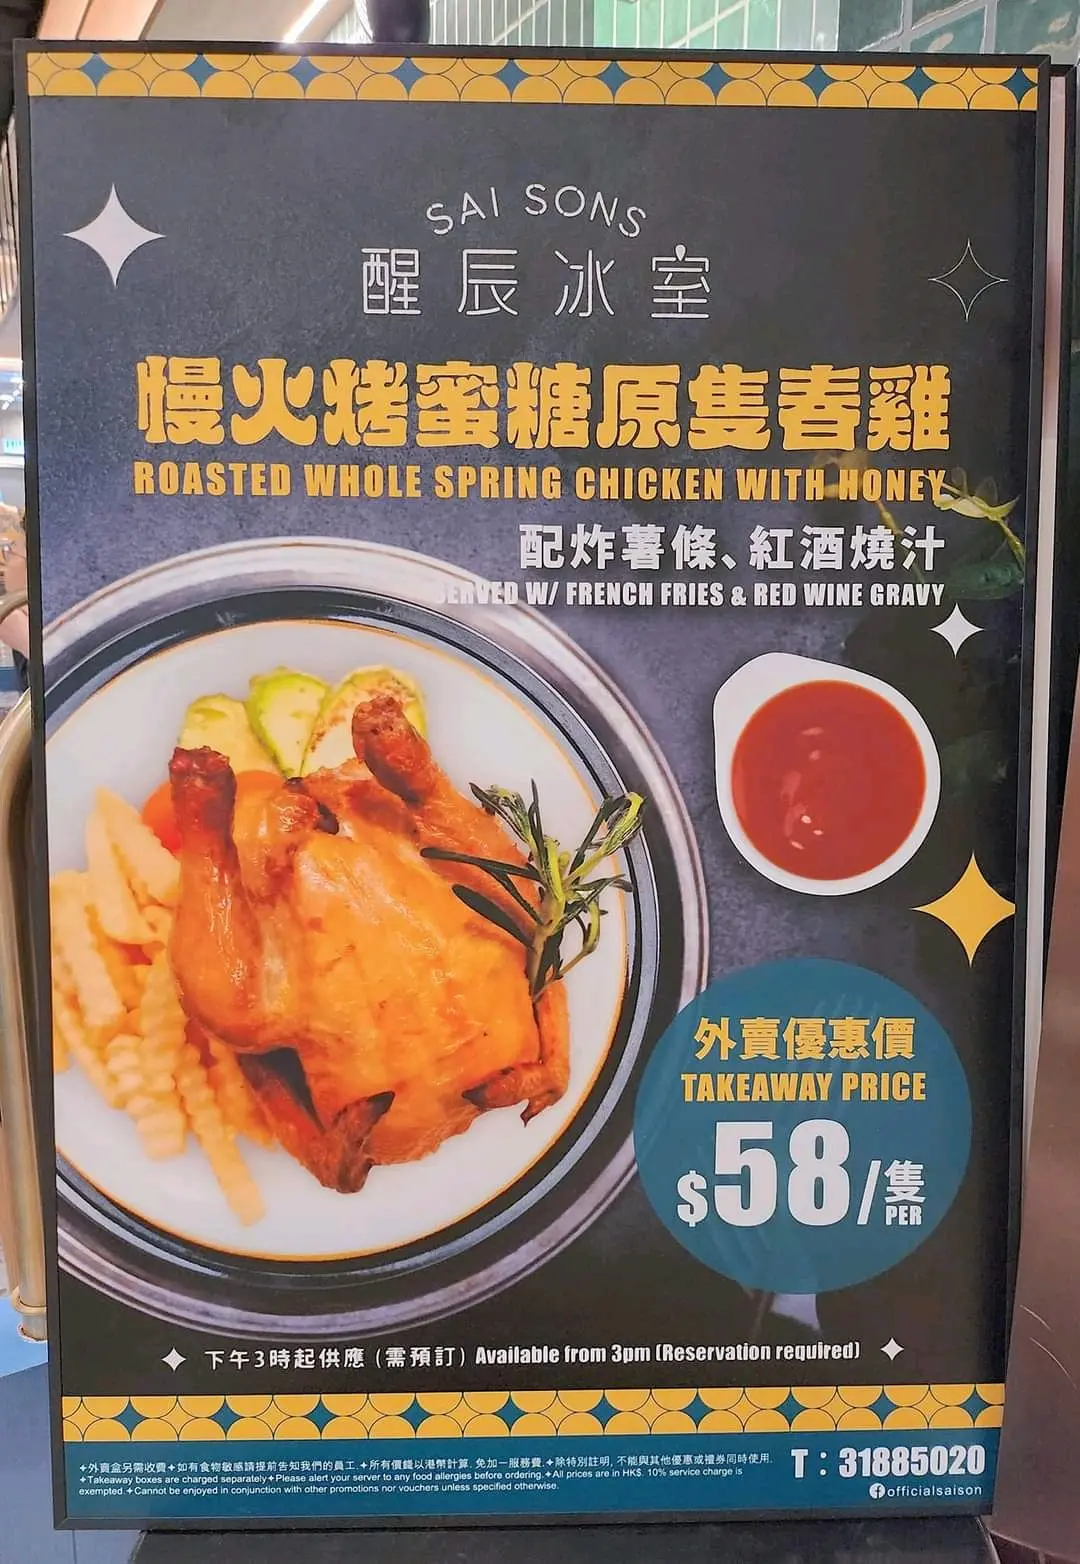 SAI SONS
醒辰冰室
慢火烤蜜糖原隻春雞
ROASTED WHOLE SPRING CHICKEN WITH HONEY
配炸薯條、紅酒燒汁
SERVED W/ FRENCH FRIES & RED WINE GRAVY
外賣優惠價
TAKEAWAY PRICE
$58/隻
PER
下午3時起供應 (需預訂) Available from 3pm (Reservation required)
✦外賣盒另需收費✦如有食物敏感請提前告知我們的員工.✦所有價錢以港幣計算. 免加一服務費.✦除特別註明, 不能與其他優惠或禮券同時使用.
✦Takeaway boxes are charged separately✦Please alert your server to any food allergies before ordering.✦All prices are in HK$. 10% service charge is
exempted.✦Cannot be enjoyed in conjunction with other promotions nor vouchers unless specified otherwise.
T：31885020
officialsaison